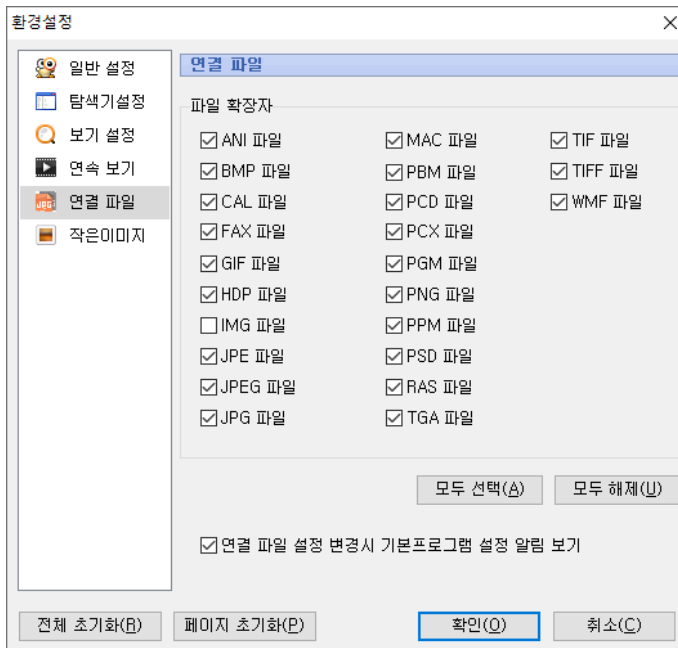 환경설정
일반 설정
탐색기설정
보기 설정
연속 보기
연결 파일
작은이미지
연결 파일
파일 확장자
ANI 파일
BMP 파일
CAL 파일
FAX 파일
GIF 파일
HDP 파일
IMG 파일
JPE 파일
JPEG 파일
JPG 파일
MAC 파일
PBM 파일
PCD 파일
PCX 파일
PGM 파일
PNG 파일
PPM 파일
PSD 파일
RAS 파일
TGA 파일
TIF 파일
TIFF 파일
WMF 파일
모두 선택(A) 모두 해제(U)
연결 파일 설정 변경시 기본프로그램 설정 알림 보기
전체 초기화(R) 페이지 초기화(P) 확인(O) 취소(C)